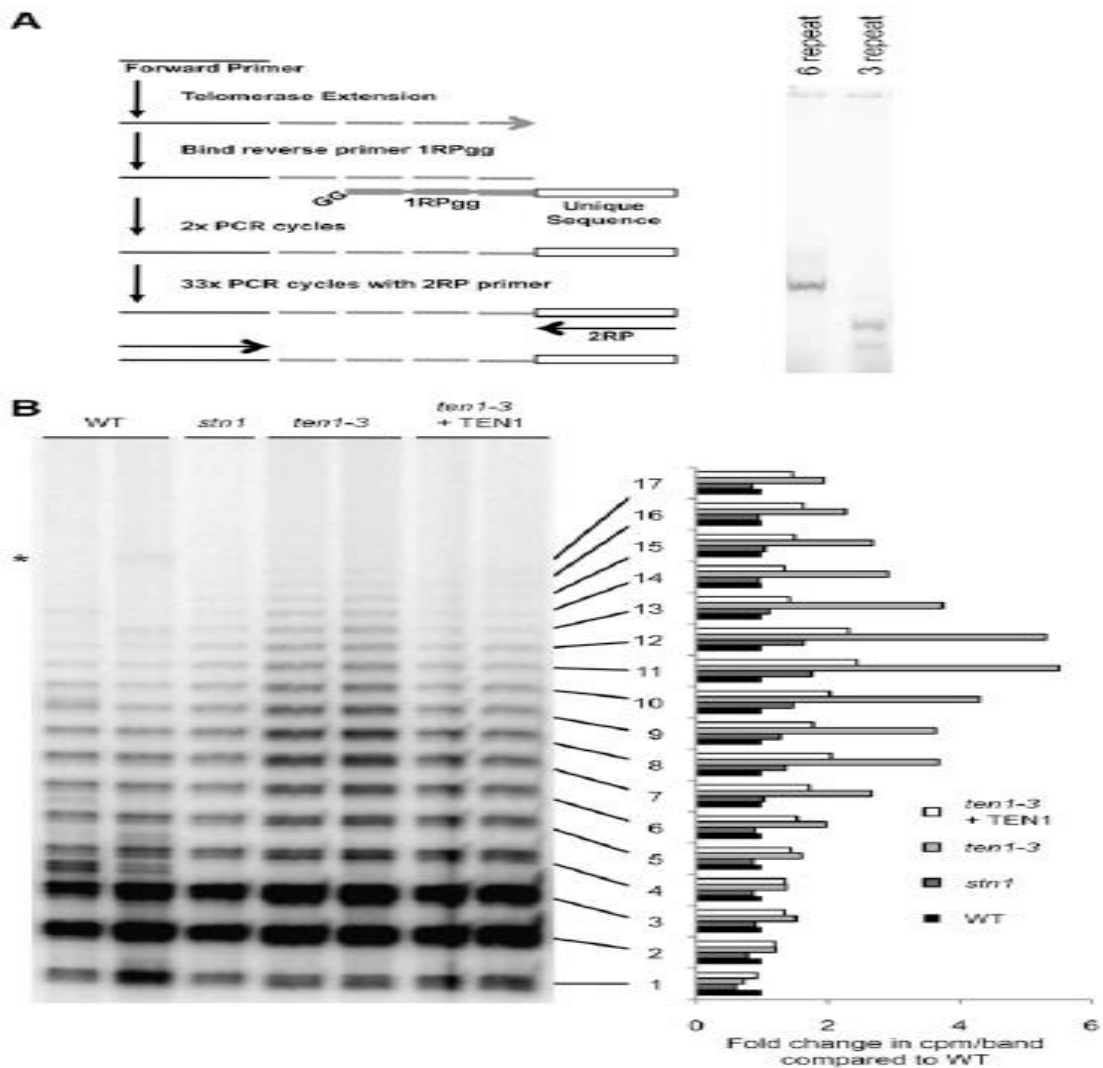 A
6 repeat
3 repeat
Forward Primer
Telomerase Extension
Bind reverse primer 1RPgg
GG
1RPgg
Unique
Sequence
2x PCR cycles
33x PCR cycles with 2RP primer
2RP
B
WT
stn1
ten1-3
ten1-3
+ TEN1
*
17
16
15
14
13
12
11
10
9
8
7
6
5
4
3
2
1
ten1-3
+ TEN1
ten1-3
stn1
WT
0
2
4
6
Fold change in cpm/band
compared to WT